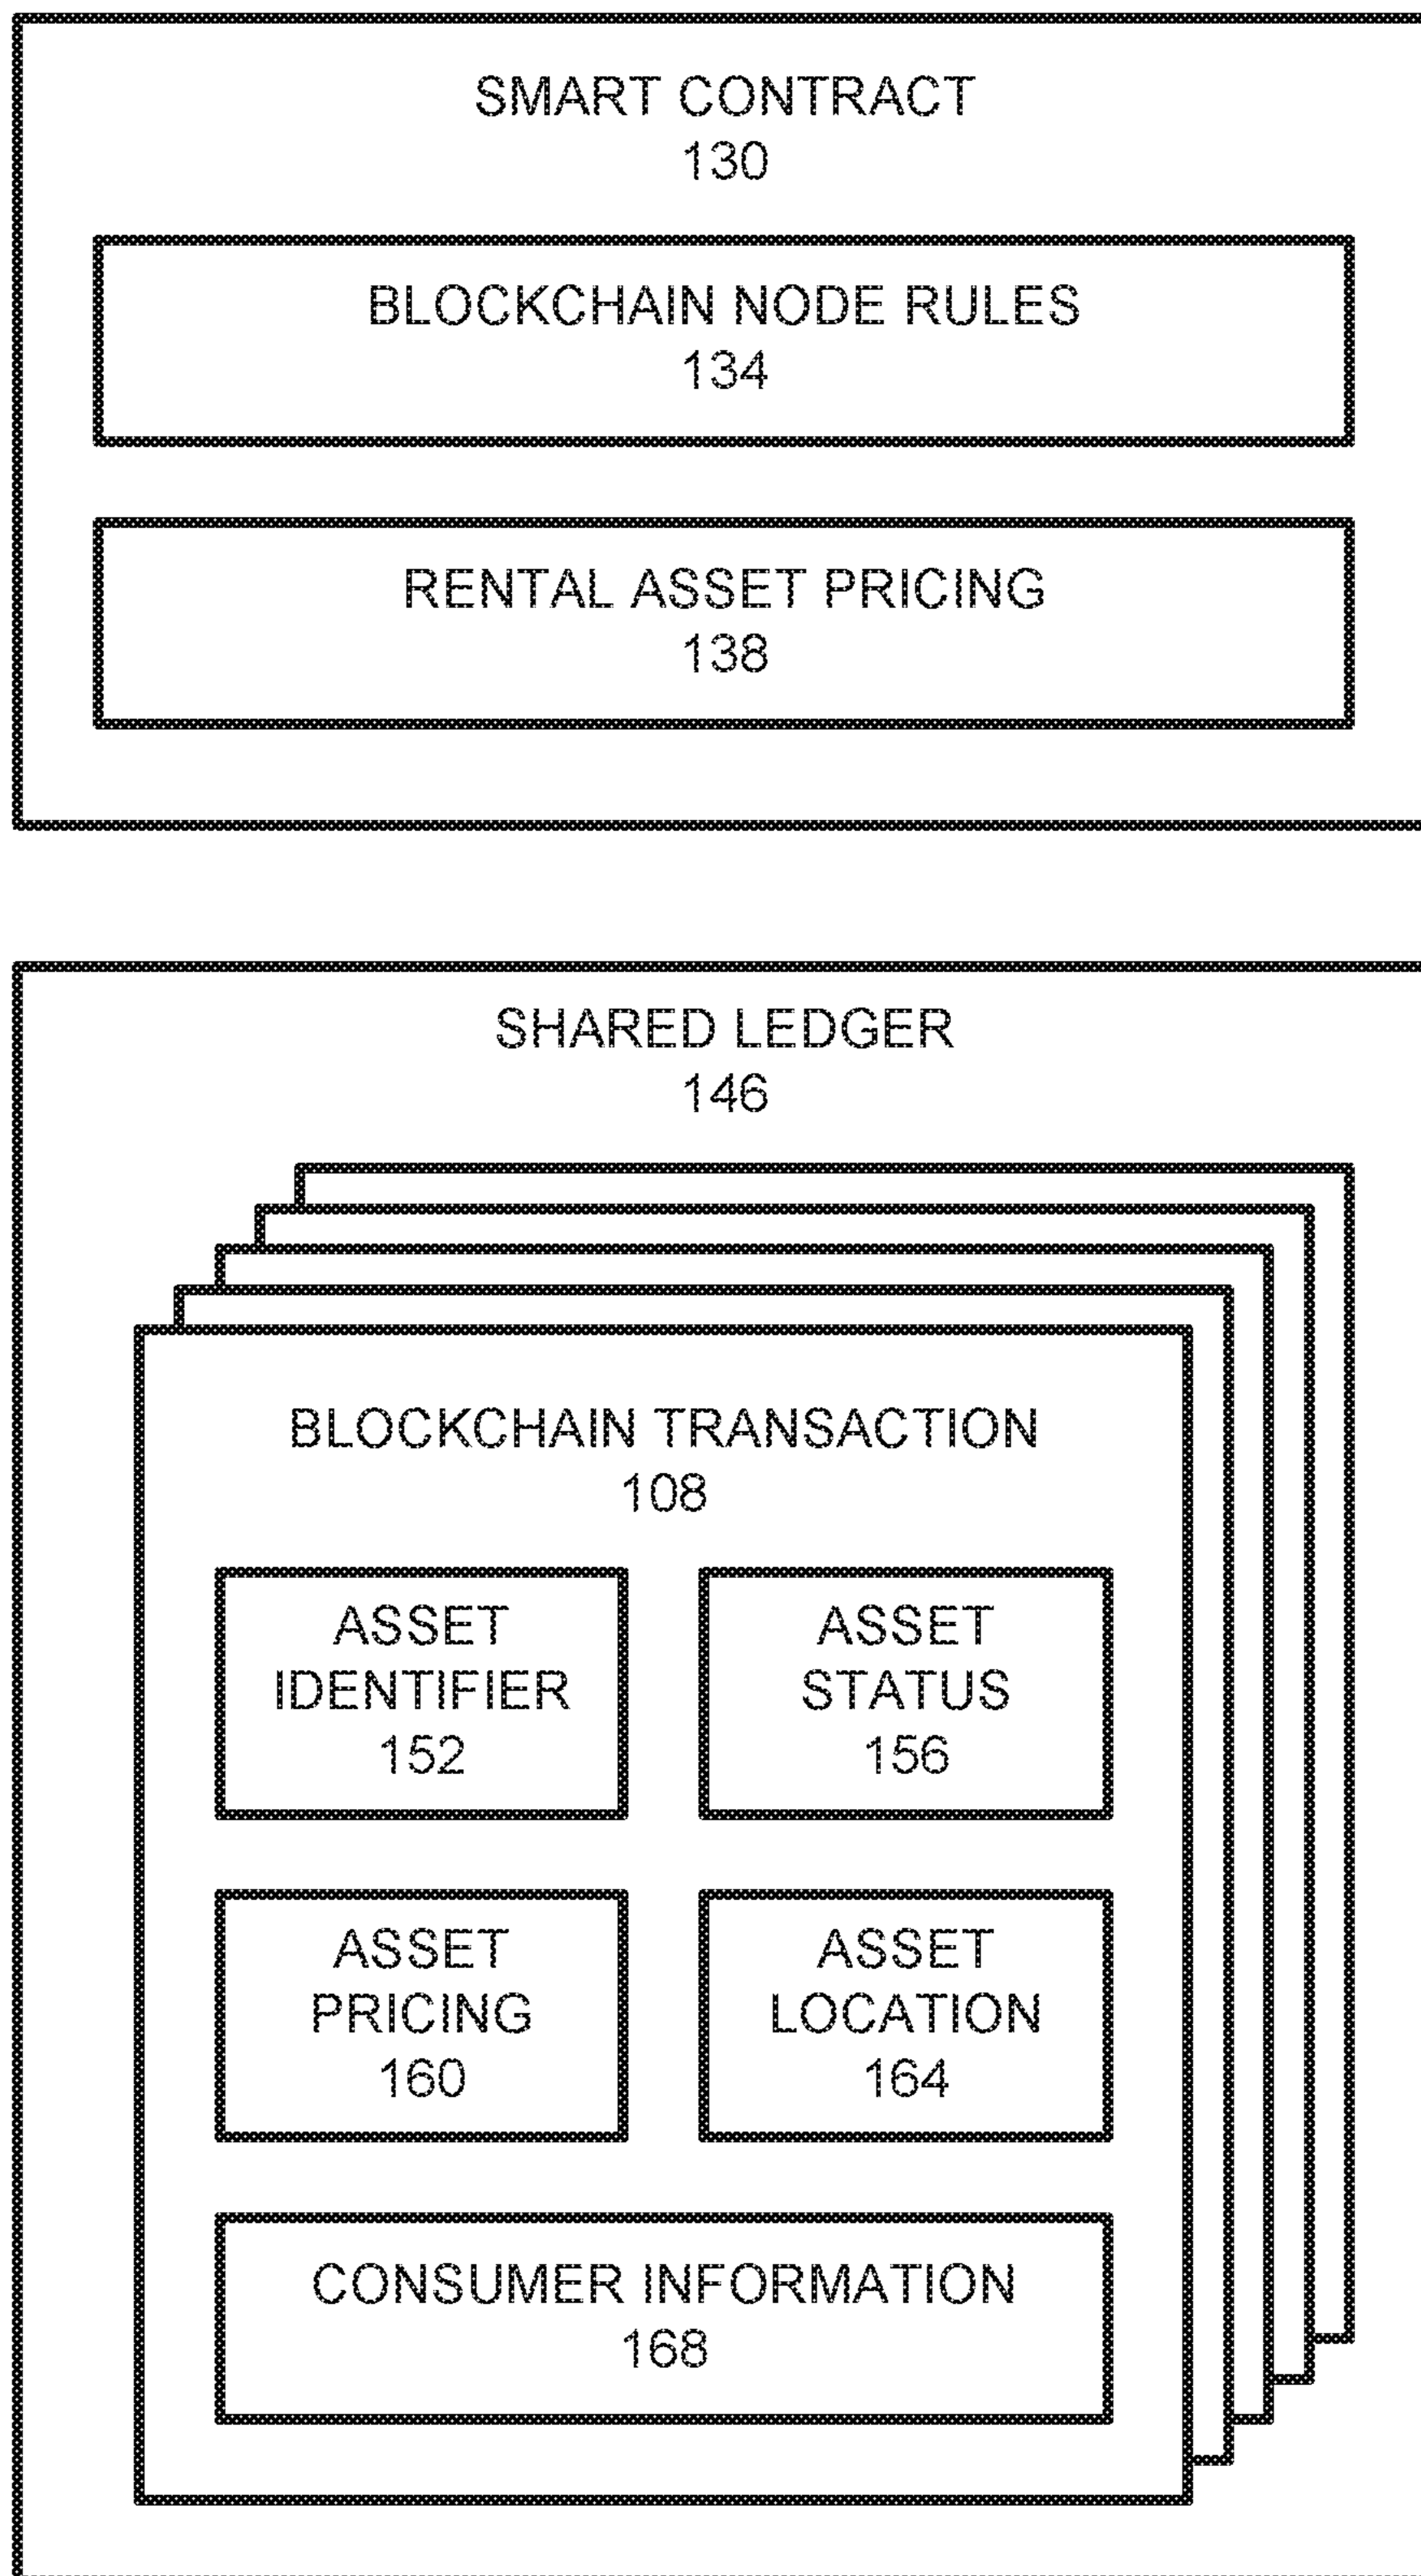 SMART CONTRACT
130
BLOCKCHAIN NODE RULES
134
RENTAL ASSET PRICING
138
SHARED LEDGER
146
BLOCKCHAIN TRANSACTION
108
ASSET
IDENTIFIER
152
ASSET
STATUS
156
ASSET
PRICING
160
ASSET
LOCATION
164
CONSUMER INFORMATION
168